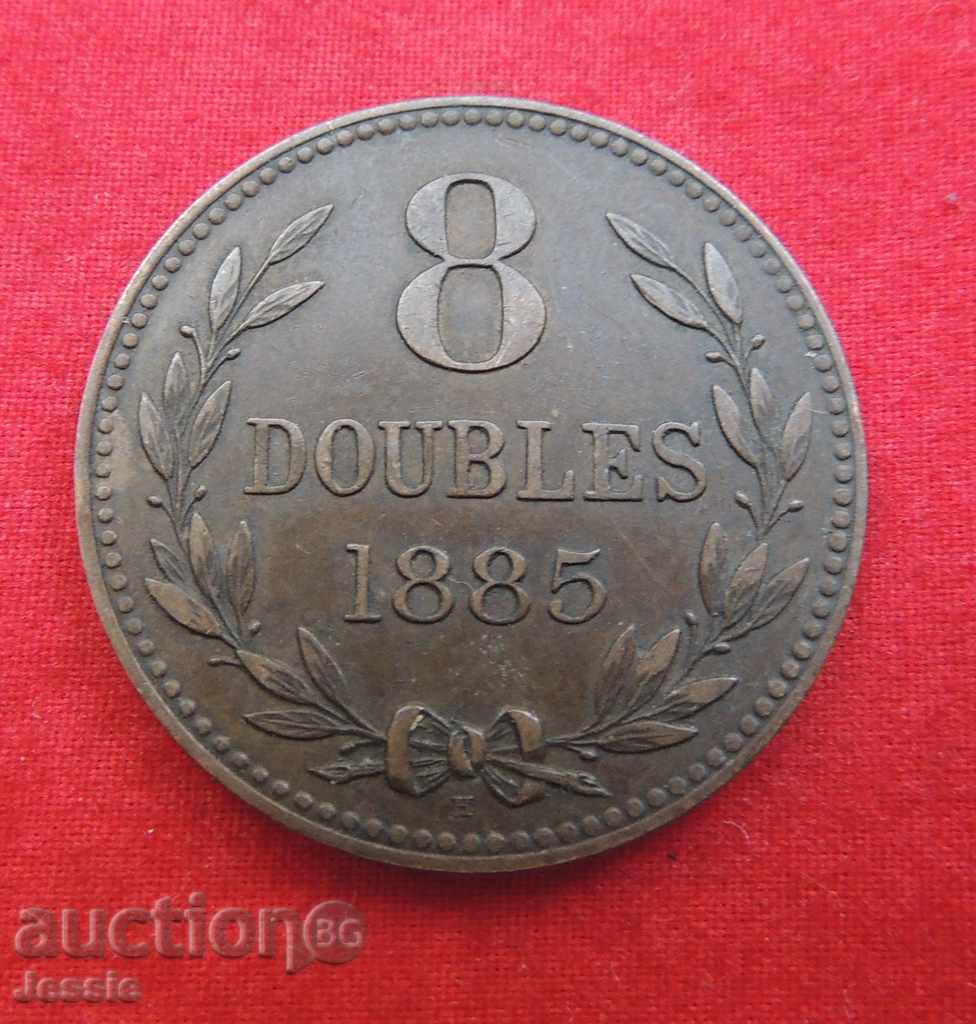 8
DOUBLES
1885
H
auction BG
Jessie